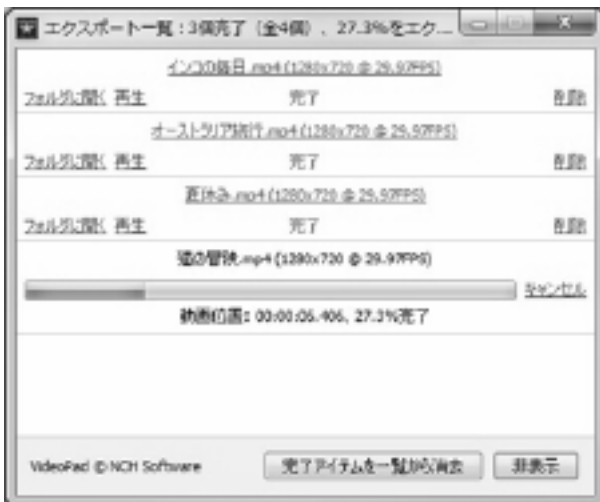 エクスポート一覧：3個完了（全4個）, 27.3%をエク...
インコの毎日.mp4 (1280x720 @ 29.97FPS)
フォルダに開く 再生 完了 削除
オーストラリア旅行.mp4 (1280x720 @ 29.97FPS)
フォルダに開く 再生 完了 削除
夏休み.mp4 (1280x720 @ 29.97FPS)
フォルダに開く 再生 完了 削除
猫の冒険.mp4 (1280x720 @ 29.97FPS)
キャンセル
動画位置: 00:00:05.406, 27.3%完了
VideoPad © NCH Software 完了アイテムを一覧から消去 非表示